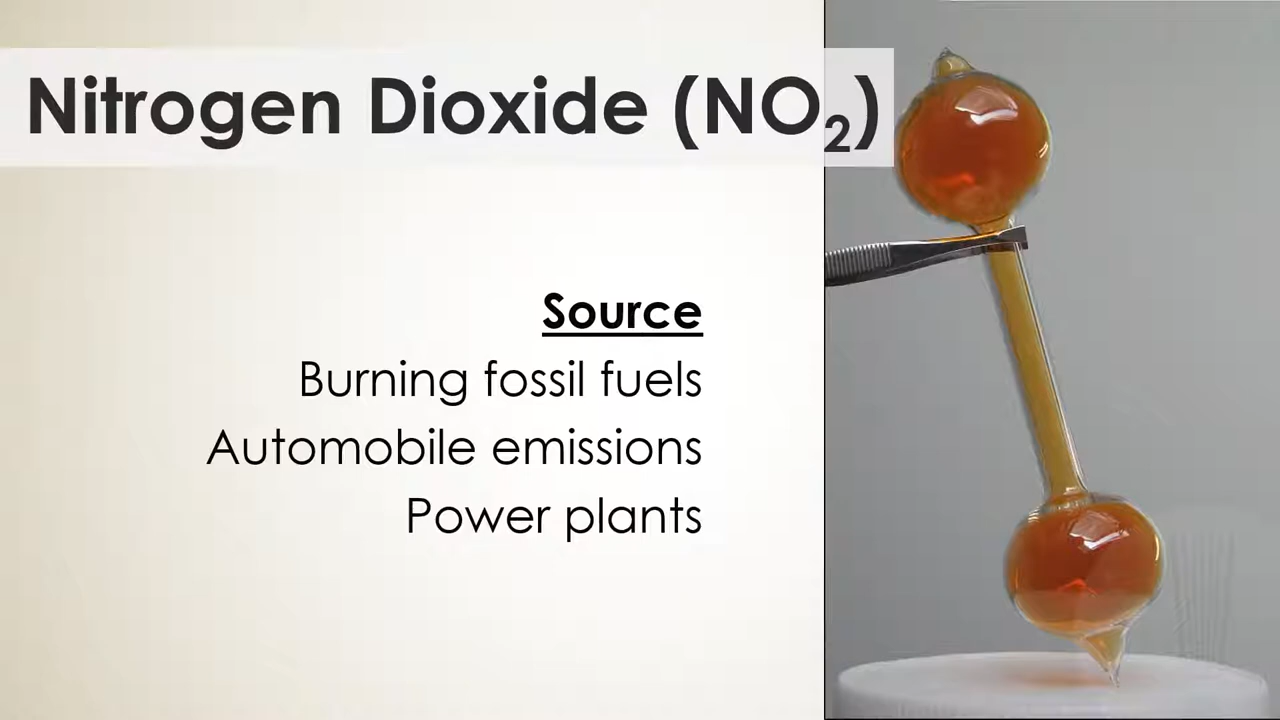 Nitrogen Dioxide (NO₂)
Source
Burning fossil fuels
Automobile emissions
Power plants